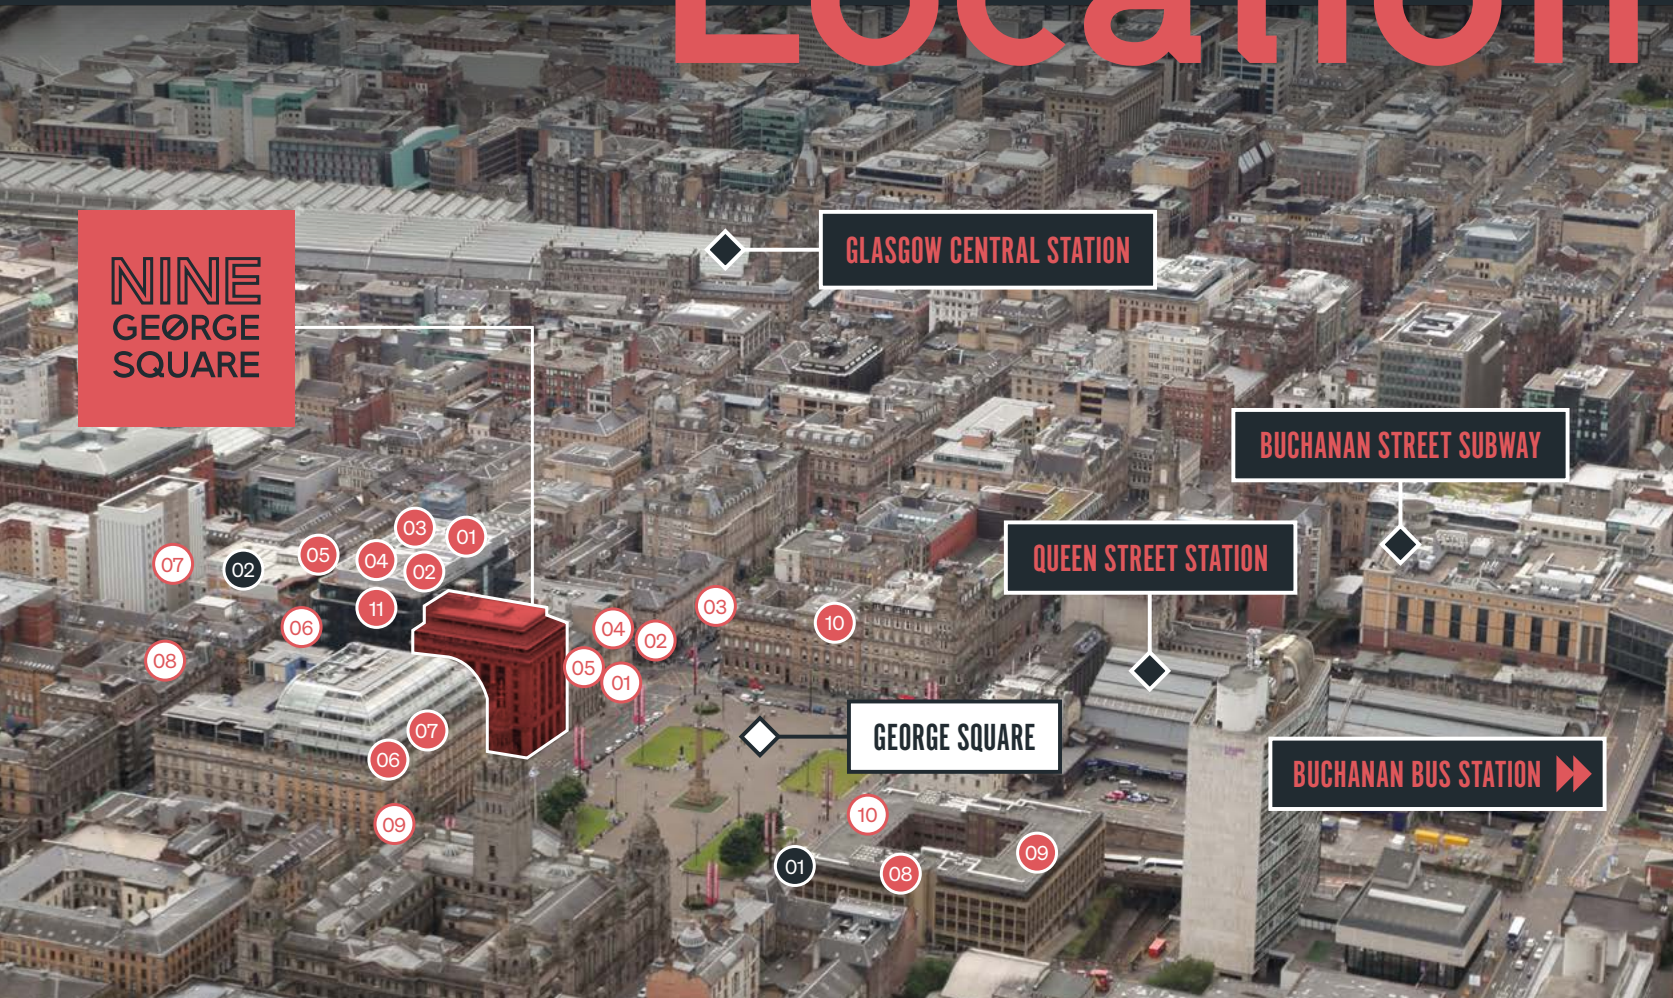 Location
GLASGOW CENTRAL STATION
NINE
GEØRGE
SQUARE
BUCHANAN STREET SUBWAY
QUEEN STREET STATION
03
01
05
04
02
07
02
11
06
03
04
02
10
08
05
01
GEORGE SQUARE
07
06
BUCHANAN BUS STATION
10
09
01
08
09